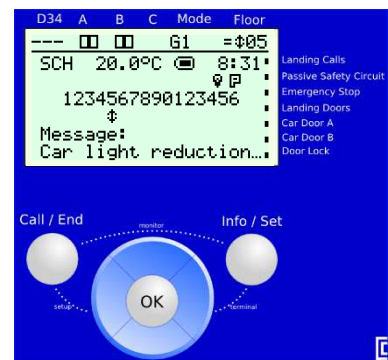 D34 A B C Mode Floor
--- G1 =⌽05
SCH 20.0°C 8:31
P
1234567890123456
Message:
Car light reduction…
Landing Calls
Passive Safety Circuit
Emergency Stop
Landing Doors
Car Door A
Car Door B
Door Lock
Call / End
monitor
Info / Set
setup
OK
terminal